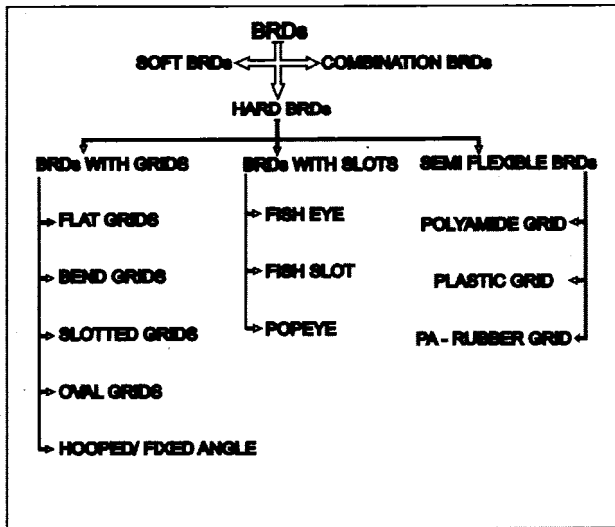 BRDs
SOFT BRDs COMBINATION BRDs
HARD BRDs
BRDs WITH GRIDS BRDs WITH SLOTS SEMI FLEXIBLE BRDs
FLAT GRIDS FISH EYE POLYAMIDE GRID
BEND GRIDS FISH SLOT PLASTIC GRID
SLOTTED GRIDS POPEYE PA - RUBBER GRID
OVAL GRIDS
HOOPED/ FIXED ANGLE